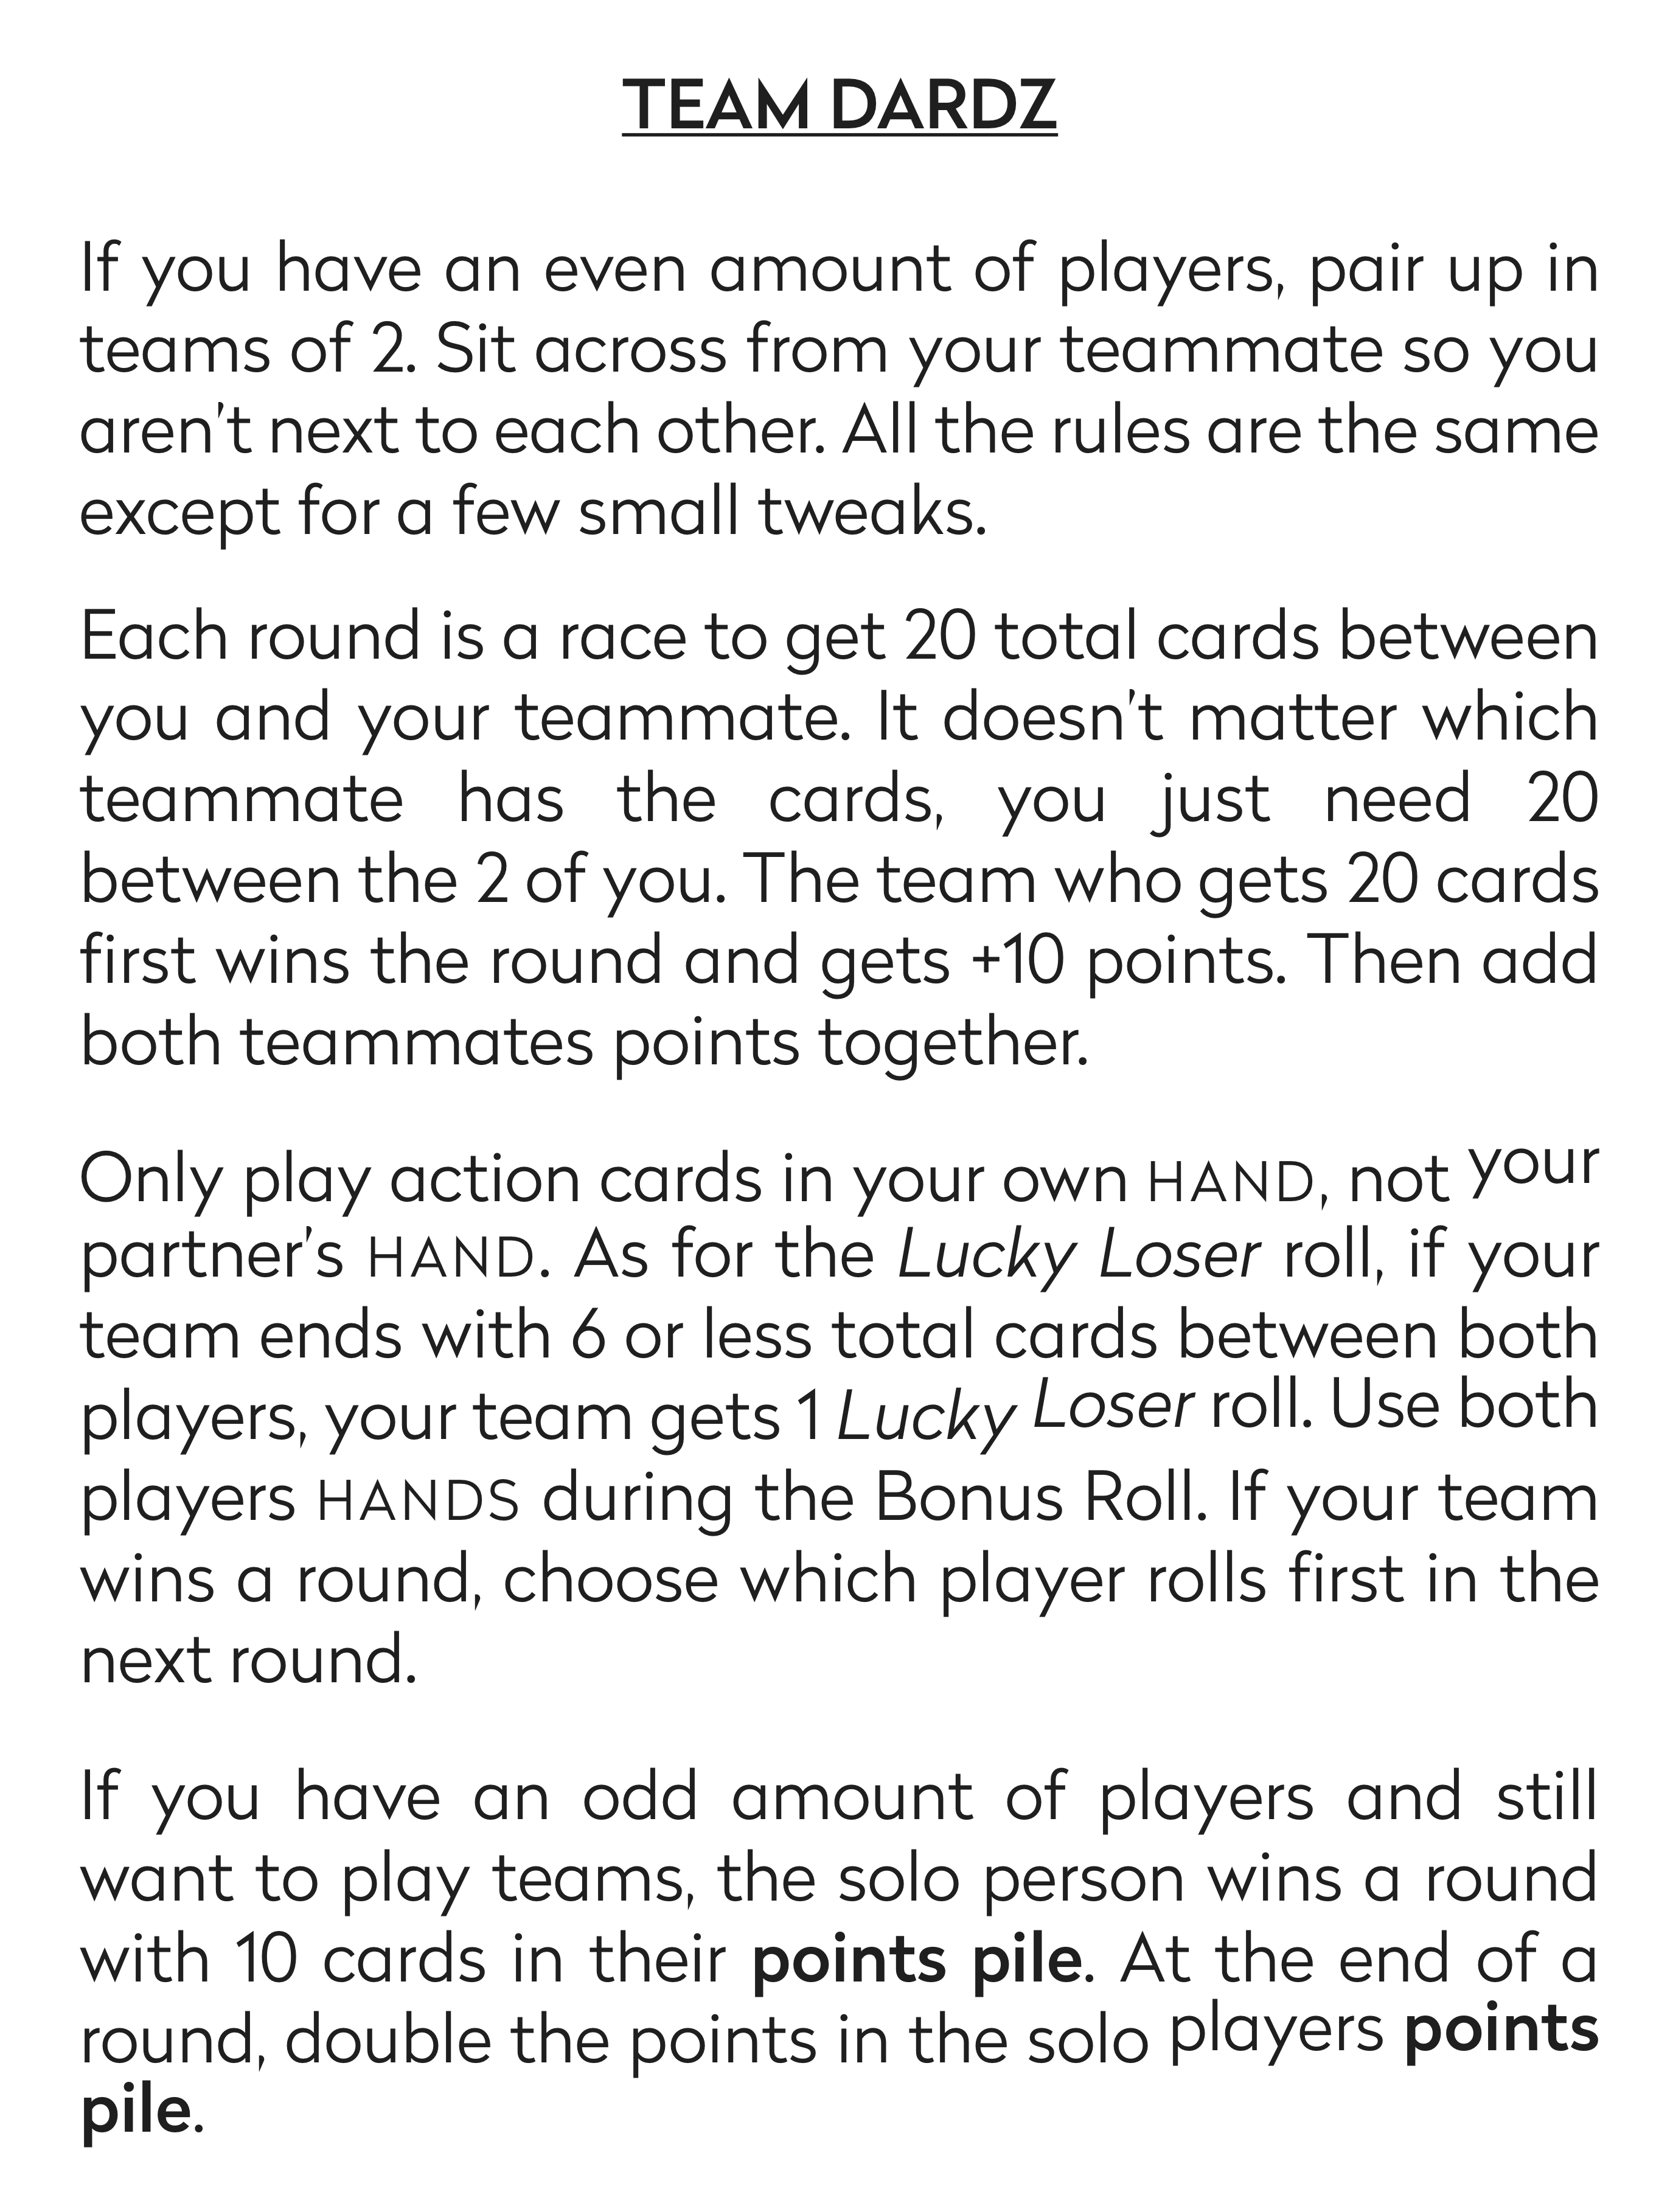 TEAM DARDZ
If you have an even amount of players, pair up in
teams of 2. Sit across from your teammate so you
aren't next to each other. All the rules are the same
except for a few small tweaks.
Each round is a race to get 20 total cards between
you and your teammate. It doesn't matter which
teammate has the cards, you just need 20
between the 2 of you. The team who gets 20 cards
first wins the round and gets +10 points. Then add
both teammates points together.
Only play action cards in your own HAND, not your
partner's HAND. As for the Lucky Loser roll, if your
team ends with 6 or less total cards between both
players, your team gets 1 Lucky Loser roll. Use both
players HANDS during the Bonus Roll. If your team
wins a round, choose which player rolls first in the
next round.
If you have an odd amount of players and still
want to play teams, the solo person wins a round
with 10 cards in their points pile. At the end of a
round, double the points in the solo players points
pile.